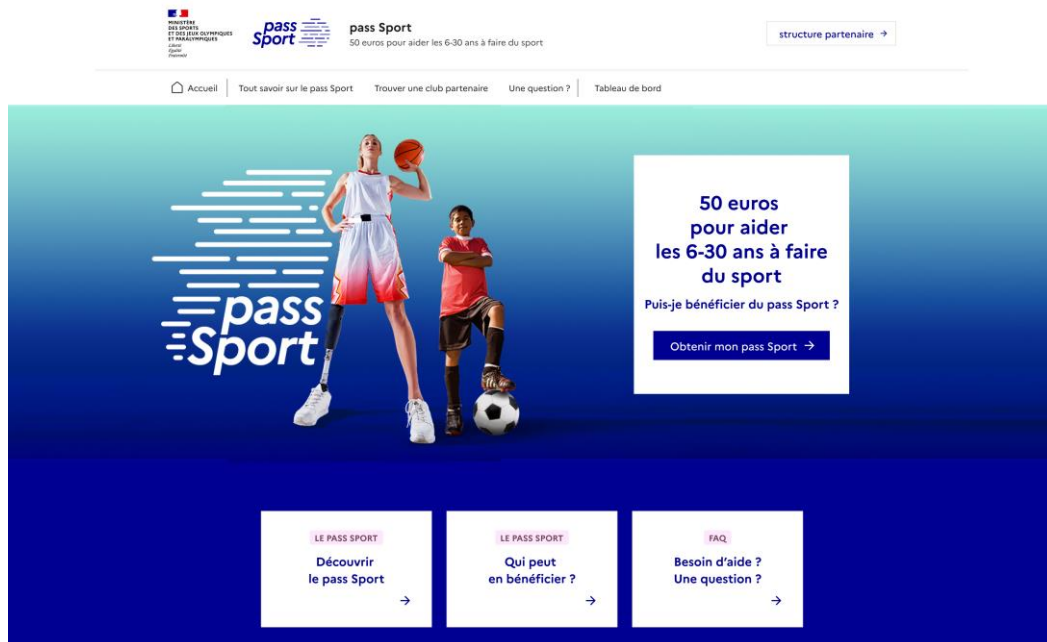 MINISTÈRE
DES SPORTS
ET DES JEUX OLYMPIQUES
ET PARALYMPIQUES
Liberté
Égalité
Fraternité
pass
Sport
pass Sport
50 euros pour aider les 6-30 ans à faire du sport
structure partenaire →
Accueil
Tout savoir sur le pass Sport
Trouver une club partenaire
Une question ?
Tableau de bord
pass
Sport
50 euros
pour aider
les 6-30 ans à faire
du sport
Puis-je bénéficier du pass Sport ?
Obtenir mon pass Sport →
LE PASS SPORT
Découvrir
le pass Sport
→
LE PASS SPORT
Qui peut
en bénéficier ?
→
FAQ
Besoin d’aide ?
Une question ?
→